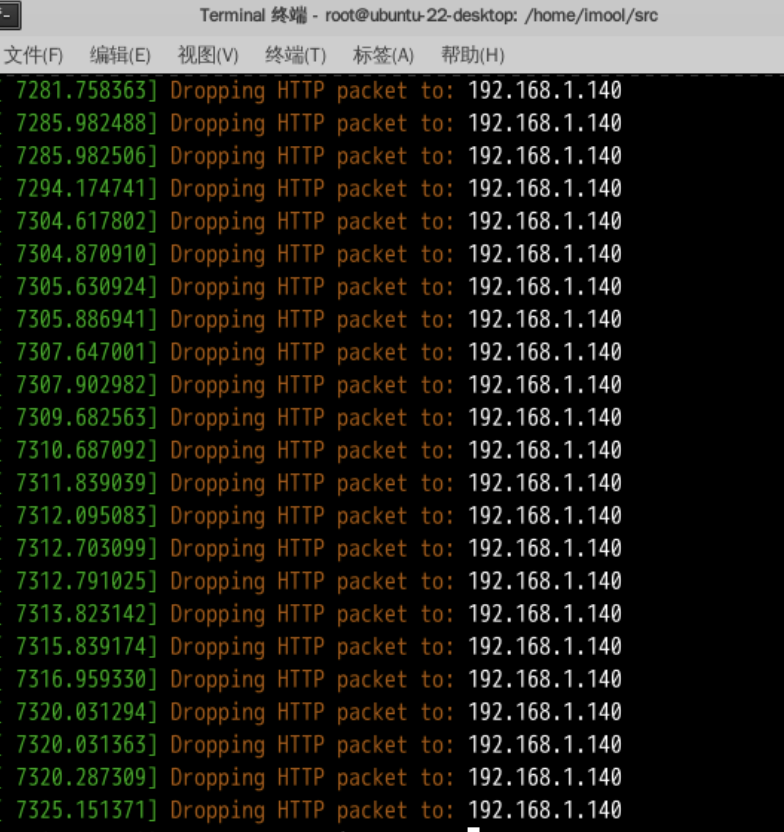 Terminal 终端 - root@ubuntu-22-desktop: /home/imool/src
文件(F) 编辑(E) 视图(V) 终端(T) 标签(A) 帮助(H)
[ 7281.758363] Dropping HTTP packet to: 192.168.1.140
[ 7285.982488] Dropping HTTP packet to: 192.168.1.140
[ 7285.982506] Dropping HTTP packet to: 192.168.1.140
[ 7294.174741] Dropping HTTP packet to: 192.168.1.140
[ 7304.617802] Dropping HTTP packet to: 192.168.1.140
[ 7304.870910] Dropping HTTP packet to: 192.168.1.140
[ 7305.630924] Dropping HTTP packet to: 192.168.1.140
[ 7305.886941] Dropping HTTP packet to: 192.168.1.140
[ 7307.647001] Dropping HTTP packet to: 192.168.1.140
[ 7307.902982] Dropping HTTP packet to: 192.168.1.140
[ 7309.682563] Dropping HTTP packet to: 192.168.1.140
[ 7310.687092] Dropping HTTP packet to: 192.168.1.140
[ 7311.839039] Dropping HTTP packet to: 192.168.1.140
[ 7312.095083] Dropping HTTP packet to: 192.168.1.140
[ 7312.703099] Dropping HTTP packet to: 192.168.1.140
[ 7312.791025] Dropping HTTP packet to: 192.168.1.140
[ 7313.823142] Dropping HTTP packet to: 192.168.1.140
[ 7315.839174] Dropping HTTP packet to: 192.168.1.140
[ 7316.959330] Dropping HTTP packet to: 192.168.1.140
[ 7320.031294] Dropping HTTP packet to: 192.168.1.140
[ 7320.031363] Dropping HTTP packet to: 192.168.1.140
[ 7320.287309] Dropping HTTP packet to: 192.168.1.140
[ 7325.151371] Dropping HTTP packet to: 192.168.1.140